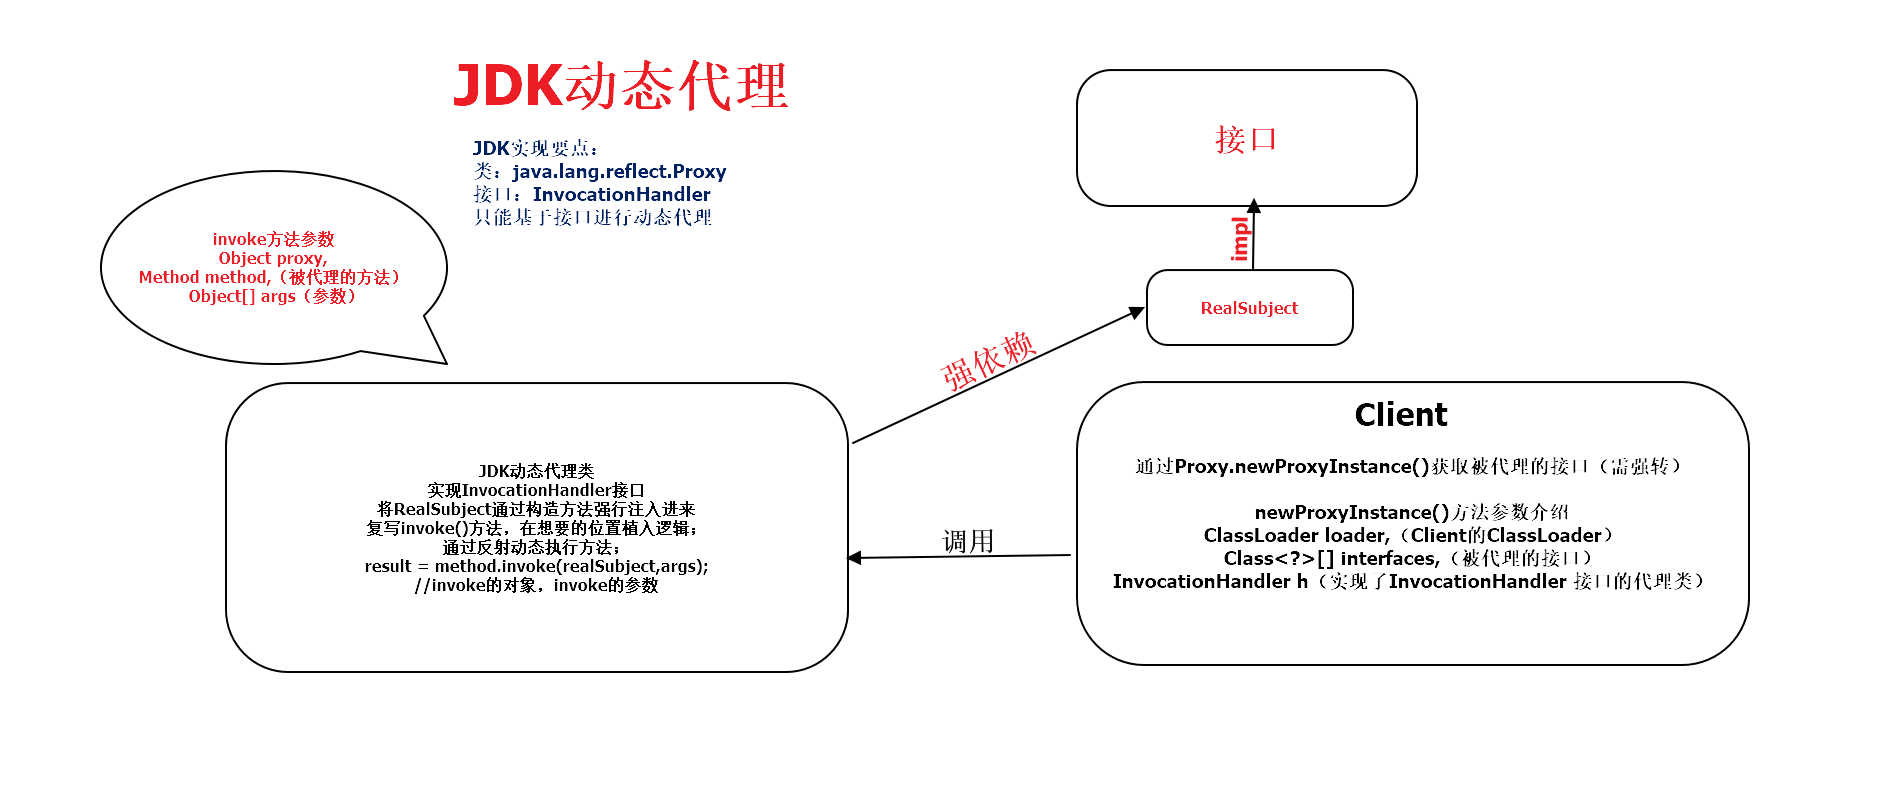 JDK动态代理
JDK实现要点：
类：java.lang.reflect.Proxy
接口：InvocationHandler
只能基于接口进行动态代理
invoke方法参数
Object proxy,
Method method,（被代理的方法）
Object[] args（参数）
接口
impl
RealSubject
强依赖
JDK动态代理类
实现InvocationHandler接口
将RealSubject通过构造方法强行注入进来
复写invoke()方法，在想要的位置植入逻辑；
通过反射动态执行方法；
result = method.invoke(realSubject,args);
//invoke的对象，invoke的参数
调用
Client
通过Proxy.newProxyInstance()获取被代理的接口（需强转）
newProxyInstance()方法参数介绍
ClassLoader loader,（Client的ClassLoader）
Class<?>[] interfaces,（被代理的接口）
InvocationHandler h（实现了InvocationHandler 接口的代理类）